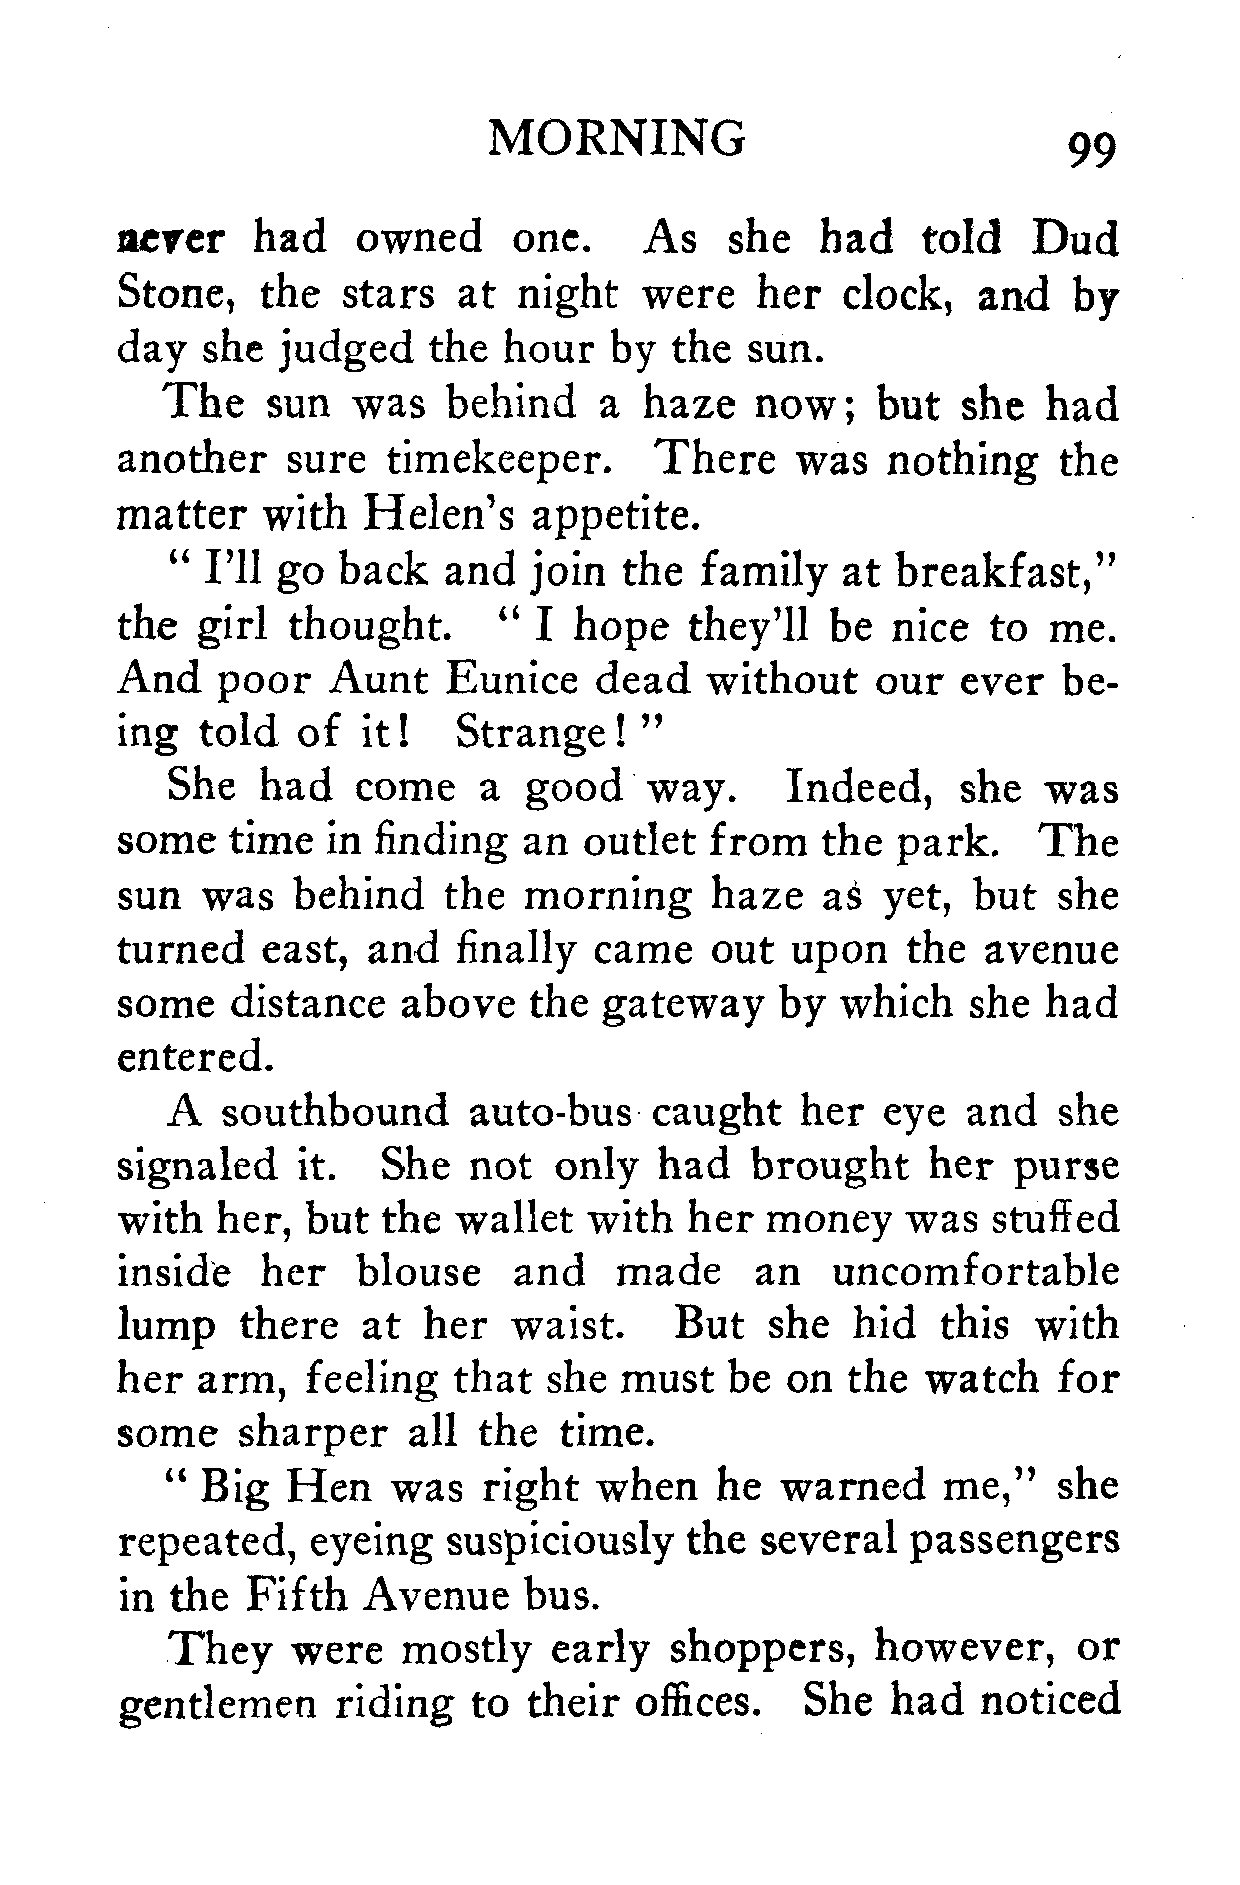 MORNING 99
never had owned one. As she had told Dud
Stone, the stars at night were her clock, and by
day she judged the hour by the sun.
The sun was behind a haze now; but she had
another sure timekeeper. There was nothing the
matter with Helen's appetite.
" I'll go back and join the family at breakfast,"
the girl thought. " I hope they'll be nice to me.
And poor Aunt Eunice dead without our ever be-
ing told of it! Strange! "
She had come a good way. Indeed, she was
some time in finding an outlet from the park. The
sun was behind the morning haze as yet, but she
turned east, and finally came out upon the avenue
some distance above the gateway by which she had
entered.
A southbound auto-bus caught her eye and she
signaled it. She not only had brought her purse
with her, but the wallet with her money was stuffed
inside her blouse and made an uncomfortable
lump there at her waist. But she hid this with
her arm, feeling that she must be on the watch for
some sharper all the time.
" Big Hen was right when he warned me," she
repeated, eyeing suspiciously the several passengers
in the Fifth Avenue bus.
They were mostly early shoppers, however, or
gentlemen riding to their offices. She had noticed